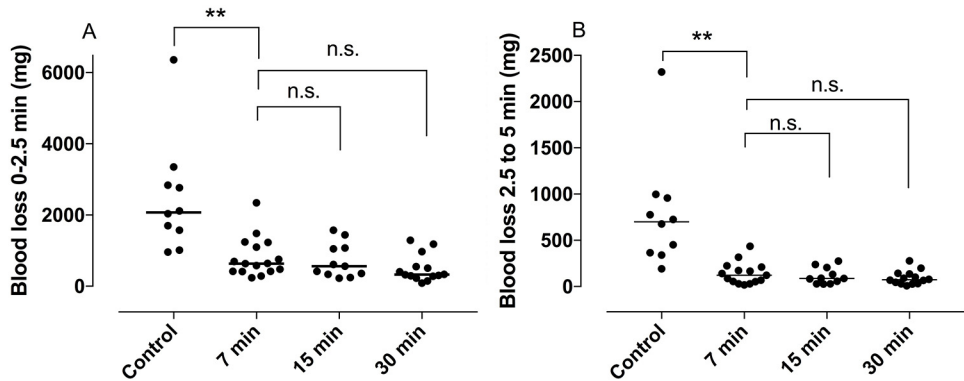 A
**
n.s.
n.s.
Blood loss 0-2.5 min (mg)
6000
4000
2000
0
Control
7 min
15 min
30 min
B
**
n.s.
n.s.
Blood loss 2.5 to 5 min (mg)
2500
2000
1500
1000
500
0
Control
7 min
15 min
30 min